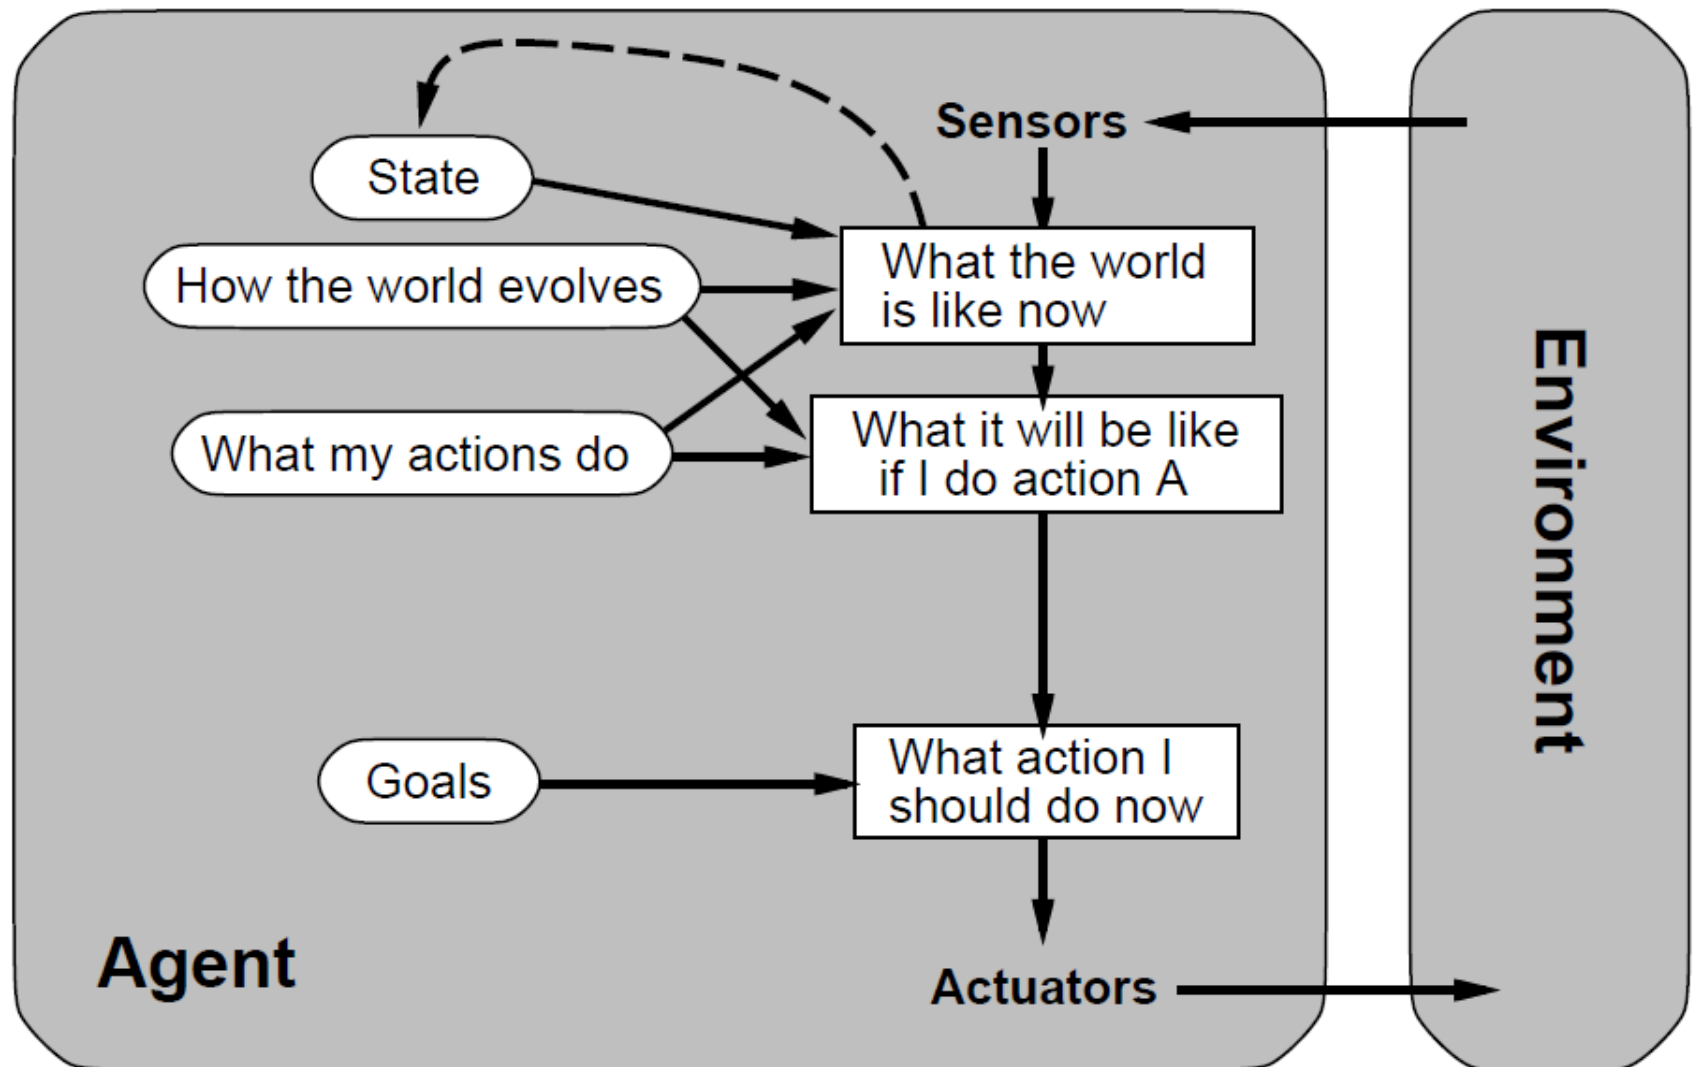 Sensors
State
What the world
is like now
How the world evolves
What it will be like
if I do action A
What my actions do
Environment
What action I
should do now
Goals
Agent
Actuators